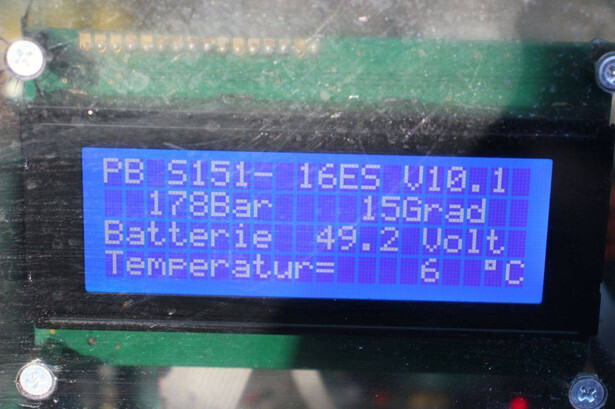 PB S151- 16ES V10.1
178Bar 15Grad
Batterie 49.2 Volt
Temperatur= 6 °C